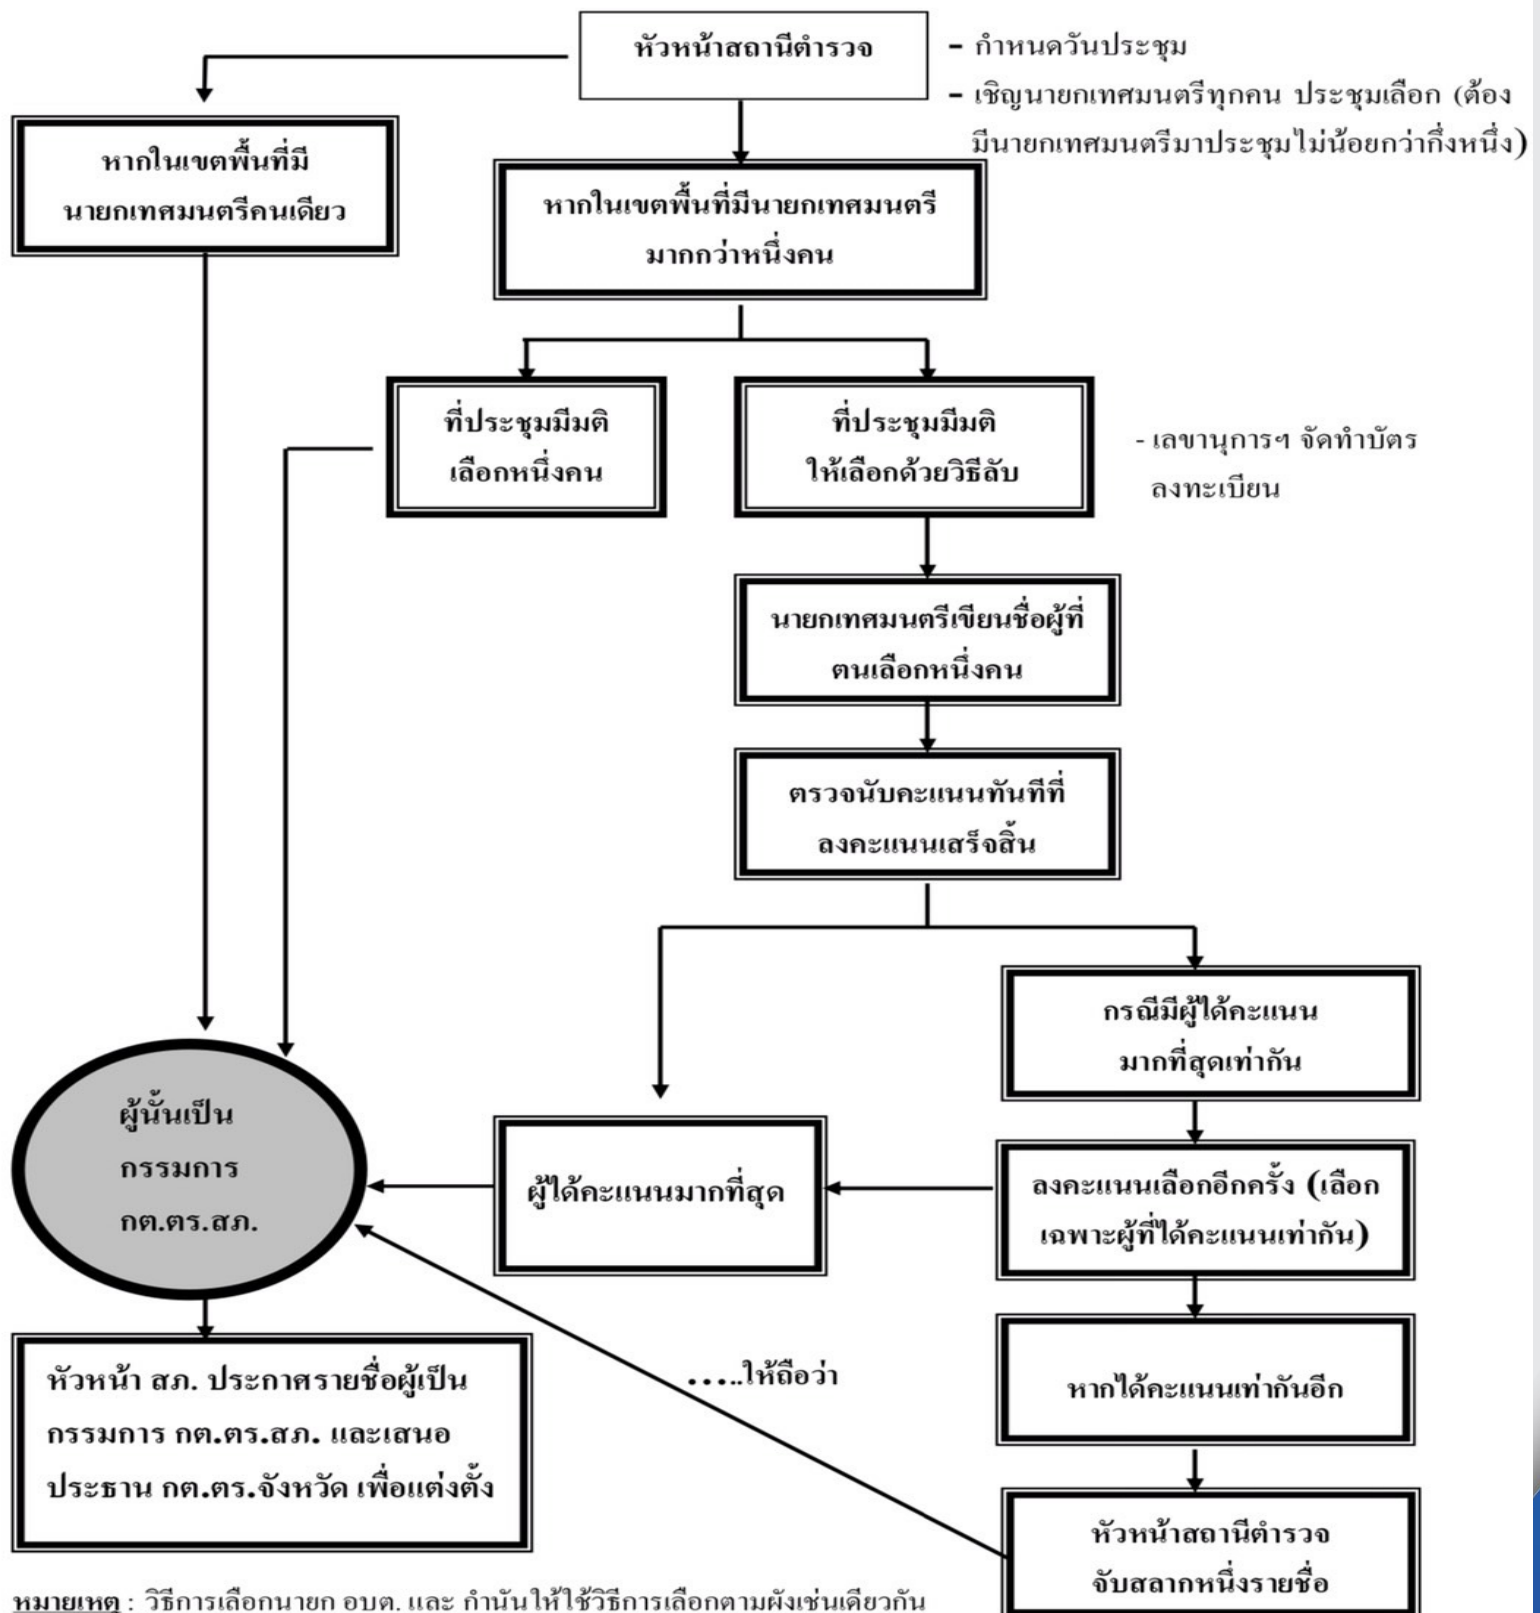 หัวหน้าสถานีตำรวจ
- กำหนดวันประชุม
- เชิญนายกเทศมนตรีทุกคน ประชุมเลือก (ต้อง
มีนายกเทศมนตรีมาประชุมไม่น้อยกว่ากึ่งหนึ่ง)
หากในเขตพื้นที่มี
นายกเทศมนตรีคนเดียว
หากในเขตพื้นที่มีนายกเทศมนตรี
มากกว่าหนึ่งคน
ที่ประชุมมีมติ
เลือกหนึ่งคน
ที่ประชุมมีมติ
ให้เลือกด้วยวิธีลับ
- เลขานุการฯ จัดทำบัตร
ลงทะเบียน
นายกเทศมนตรีเขียนชื่อผู้ที่
ตนเลือกหนึ่งคน
ตรวจนับคะแนนทันทีที่
ลงคะแนนเสร็จสิ้น
กรณีมีผู้ได้คะแนน
มากที่สุดเท่ากัน
ผู้นั้นเป็น
กรรมการ
กต.ตร.สภ.
ผู้ได้คะแนนมากที่สุด
ลงคะแนนเลือกอีกครั้ง (เลือก
เฉพาะผู้ที่ได้คะแนนเท่ากัน)
หัวหน้า สภ. ประกาศรายชื่อผู้เป็น
กรรมการ กต.ตร.สภ. และเสนอ
ประธาน กต.ตร.จังหวัด เพื่อแต่งตั้ง
.....ให้ถือว่า
หากได้คะแนนเท่ากันอีก
หัวหน้าสถานีตำรวจ
จับสลากหนึ่งรายชื่อ
หมายเหตุ : วิธีการเลือกนายก อบต. และ กำนันให้ใช้วิธีการเลือกตามผังเช่นเดียวกัน